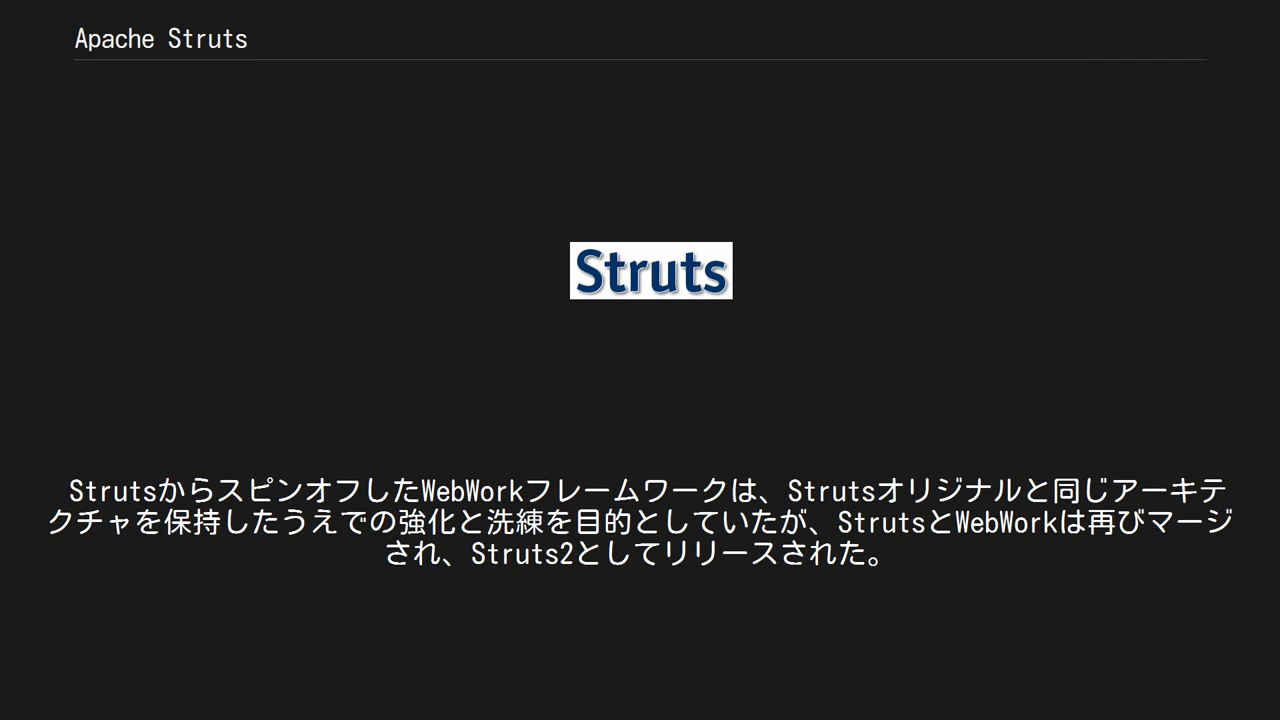 Apache Struts
Struts
StrutsからスピンオフしたWebWorkフレームワークは、Strutsオリジナルと同じアーキテ
クチャを保持したうえでの強化と洗練を目的としていたが、StrutsとWebWorkは再びマージ
され、Struts2としてリリースされた。